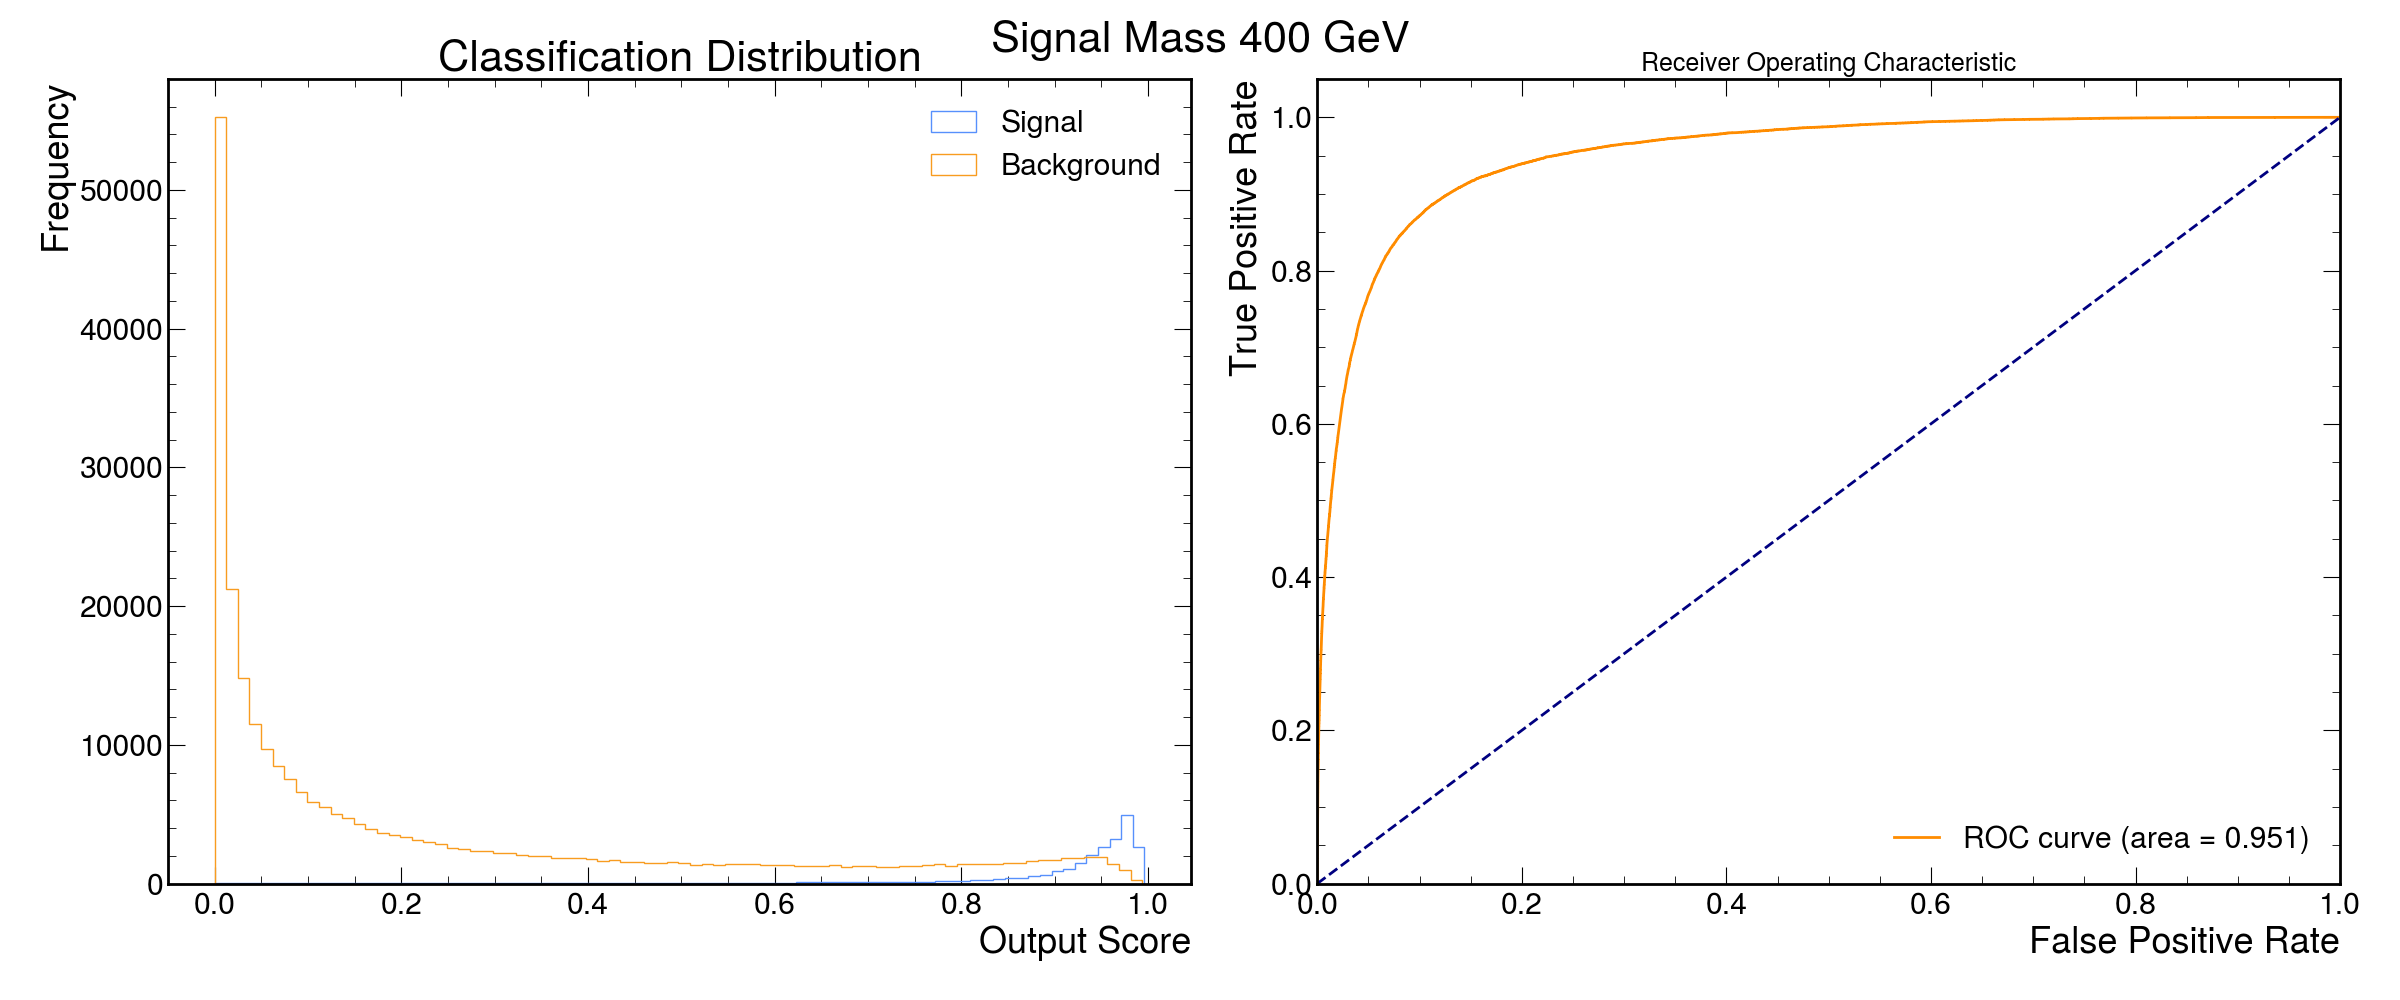 Signal Mass 400 GeV
Classification Distribution
Frequency
Signal
Background
50000
40000
30000
20000
10000
0
0.0 0.2 0.4 0.6 0.8 1.0
Output Score
Receiver Operating Characteristic
True Positive Rate
1.0
0.8
0.6
0.4
0.2
0.0
ROC curve (area = 0.951)
0.0 0.2 0.4 0.6 0.8 1.0
False Positive Rate